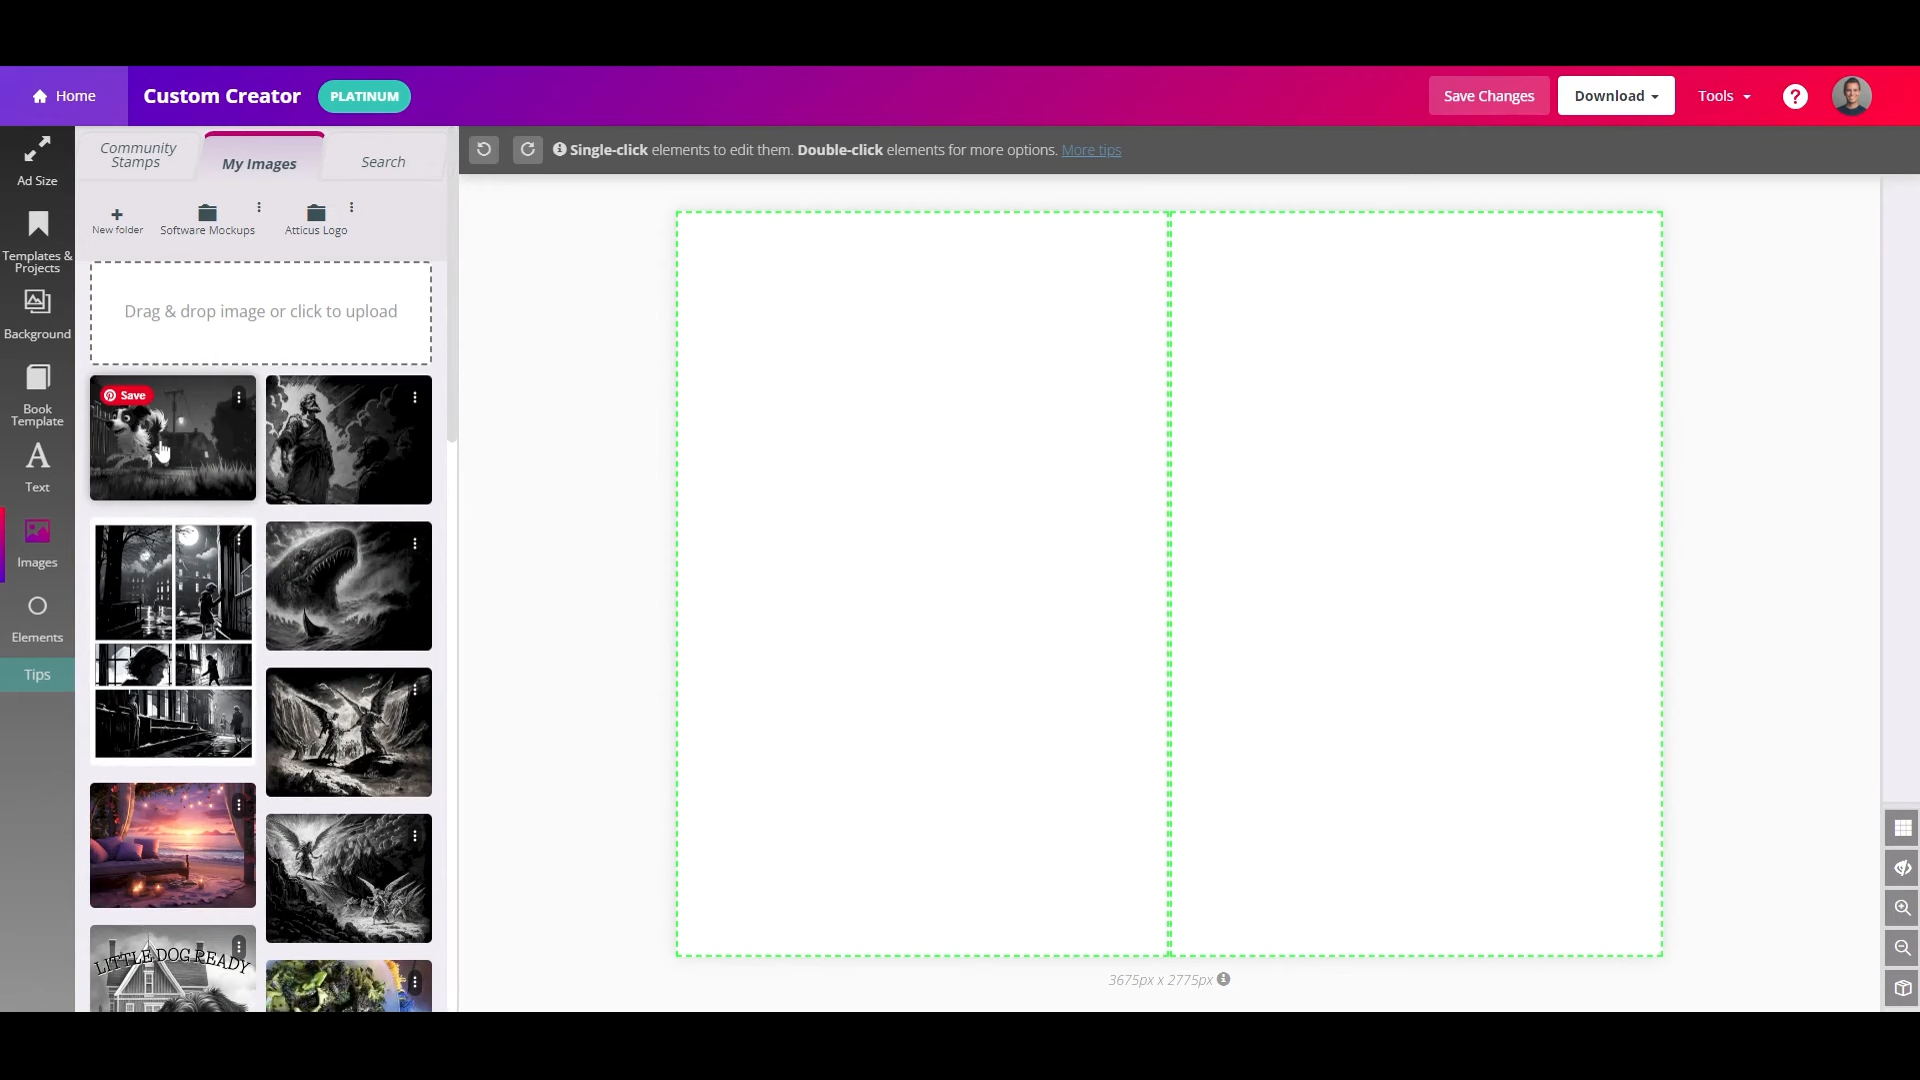 Home
Custom Creator
PLATINUM
Save Changes
Download
Tools
?
Ad Size
Templates &
Projects
Background
Book
Template
Text
Images
Elements
Tips
Community
Stamps
My Images
Search
New folder
Software Mockups
Atticus Logo
Drag & drop image or click to upload
Save
LITTLE DOG READY
Single-click elements to edit them. Double-click elements for more options. More tips
3675px x 2775px